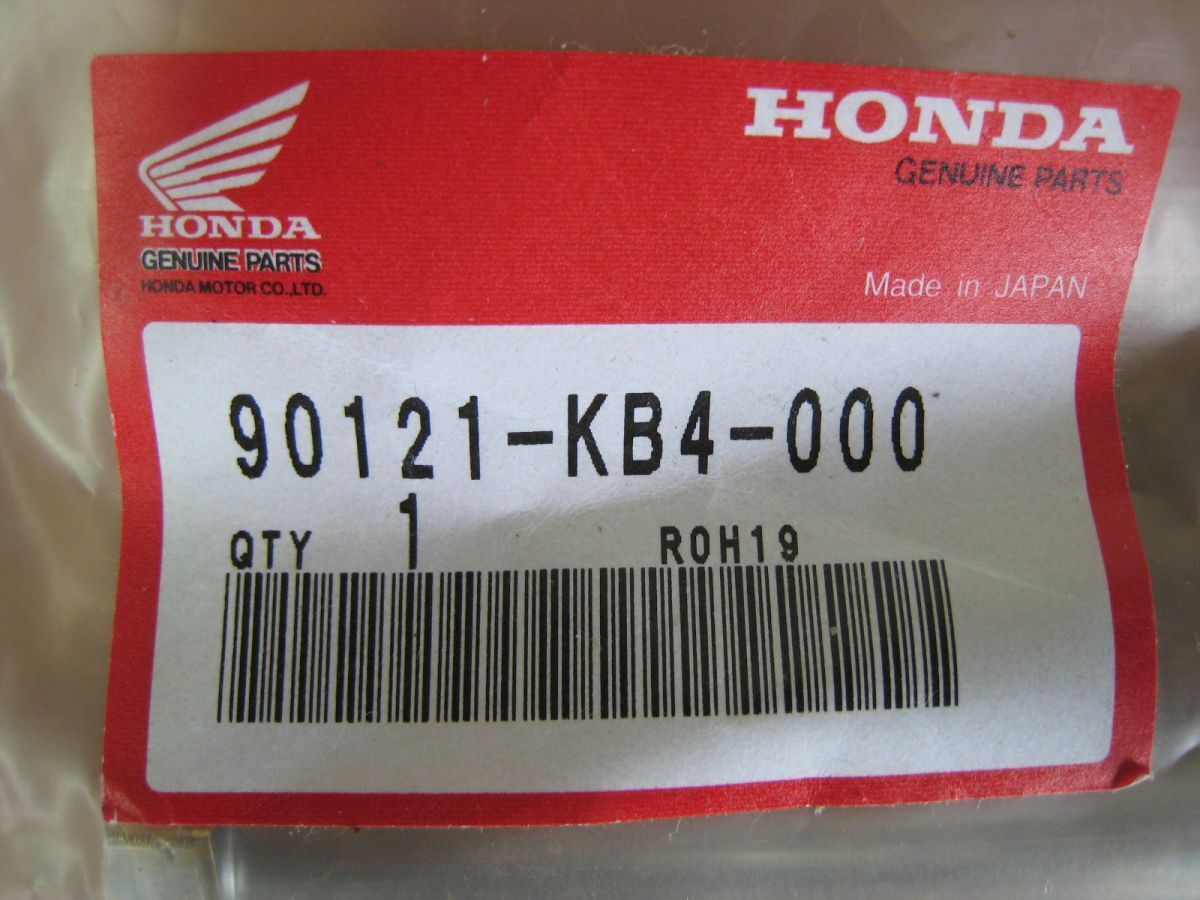 HONDA
GENUINE PARTS
HONDA
GENUINE PARTS
HONDA MOTOR CO.,LTD.
Made in JAPAN
90121-KB4-000
QTY 1 R0H19